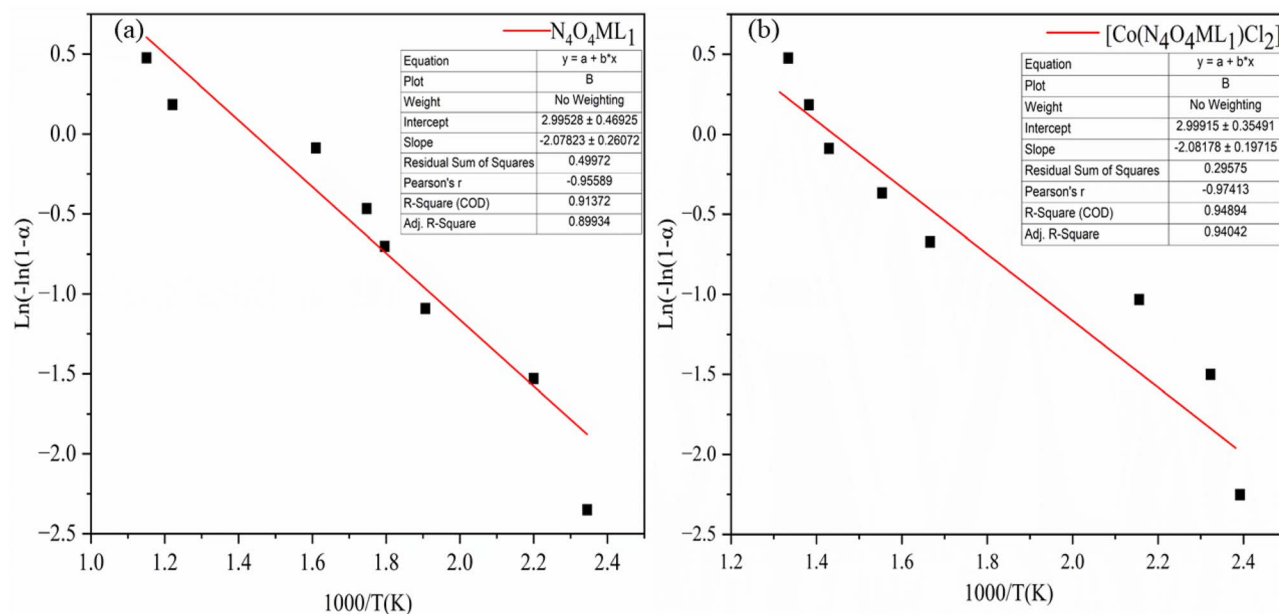 (a)
N₄O₄ML₁
Equation y = a + b*x
Plot B
Weight No Weighting
Intercept 2.99528 ± 0.46925
Slope -2.07823 ± 0.26072
Residual Sum of Squares 0.49972
Pearson's r -0.95589
R-Square (COD) 0.91372
Adj. R-Square 0.89934
Ln(-ln(1-α)
0.5
0.0
−0.5
−1.0
−1.5
−2.0
−2.5
1.0 1.2 1.4 1.6 1.8 2.0 2.2 2.4
1000/T(K)
(b)
[Co(N₄O₄ML₁)Cl₂]
Equation y = a + b*x
Plot B
Weight No Weighting
Intercept 2.99915 ± 0.35491
Slope -2.08178 ± 0.19715
Residual Sum of Squares 0.29575
Pearson's r -0.97413
R-Square (COD) 0.94894
Adj. R-Square 0.94042
Ln(-ln(1-α)
0.5
0.0
−0.5
−1.0
−1.5
−2.0
−2.5
1.2 1.4 1.6 1.8 2.0 2.2 2.4
1000/T(K)